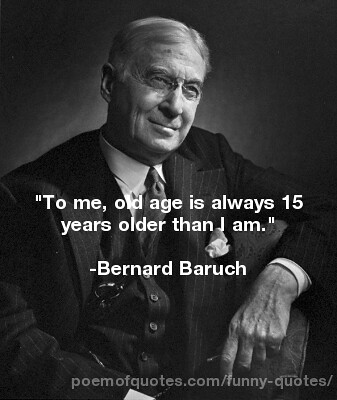 "To me, old age is always 15
years older than I am."
-Bernard Baruch
poemofquotes.com/funny-quotes/